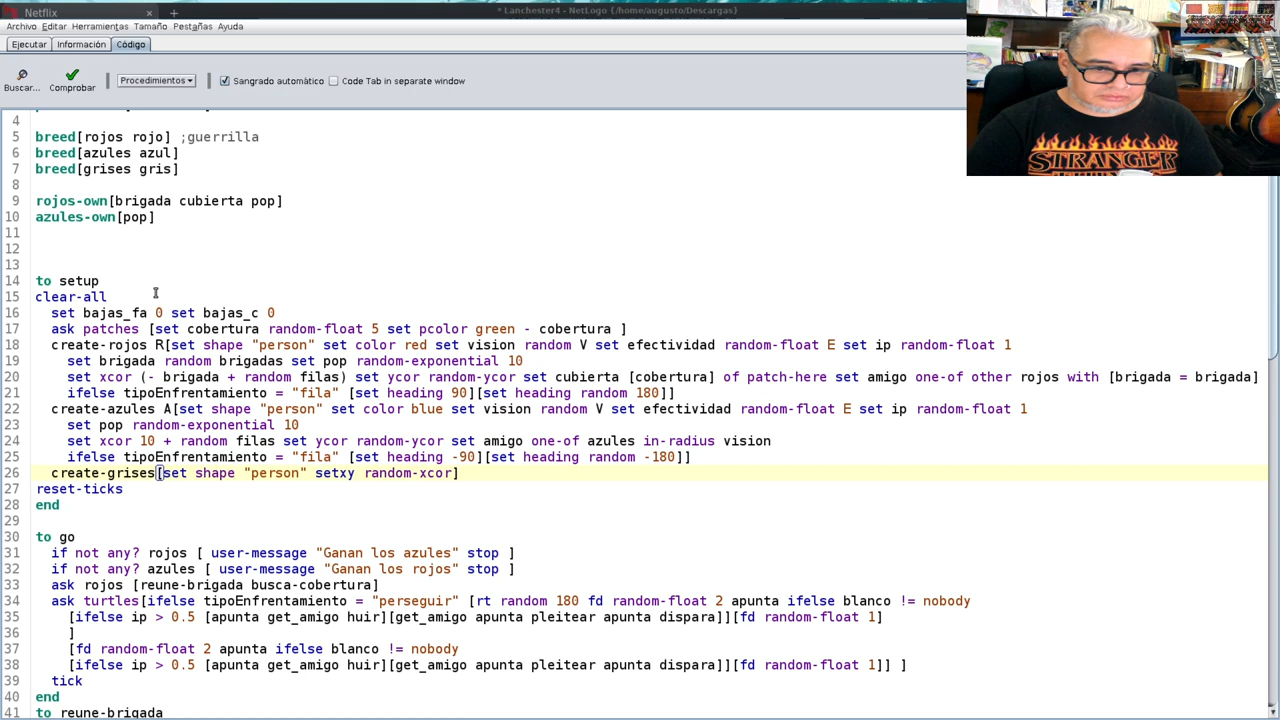 Netflix × +
* Lanchester4 - NetLogo {/home/augusto/Descargas}
Archivo Editar Herramientas Tamaño Pestañas Ayuda
Ejecutar Información Código
Buscar... Comprobar Procedimientos Sangrado automático Code Tab in separate window
STRANGER
4
5 breed[rojos rojo] ;guerrilla
6 breed[azules azul]
7 breed[grises gris]
8
9 rojos-own[brigada cubierta pop]
10 azules-own[pop]
11
12
13
14 to setup
15 clear-all
16 set bajas_fa 0 set bajas_c 0
17 ask patches [set cobertura random-float 5 set pcolor green - cobertura ]
18 create-rojos R[set shape "person" set color red set vision random V set efectividad random-float E set ip random-float 1
19 set brigada random brigadas set pop random-exponential 10
20 set xcor (- brigada + random filas) set ycor random-ycor set cubierta [cobertura] of patch-here set amigo one-of other rojos with [brigada = brigada]
21 ifelse tipoEnfrentamiento = "fila" [set heading 90][set heading random 180]]
22 create-azules A[set shape "person" set color blue set vision random V set efectividad random-float E set ip random-float 1
23 set pop random-exponential 10
24 set xcor 10 + random filas set ycor random-ycor set amigo one-of azules in-radius vision
25 ifelse tipoEnfrentamiento = "fila" [set heading -90][set heading random -180]]
26 create-grises[set shape "person" setxy random-xcor]
27 reset-ticks
28 end
29
30 to go
31 if not any? rojos [ user-message "Ganan los azules" stop ]
32 if not any? azules [ user-message "Ganan los rojos" stop ]
33 ask rojos [reune-brigada busca-cobertura]
34 ask turtles[ifelse tipoEnfrentamiento = "perseguir" [rt random 180 fd random-float 2 apunta ifelse blanco != nobody
35 [ifelse ip > 0.5 [apunta get_amigo huir][get_amigo apunta pleitear apunta dispara]][fd random-float 1]
36 ]
37 [fd random-float 2 apunta ifelse blanco != nobody
38 [ifelse ip > 0.5 [apunta get_amigo huir][get_amigo apunta pleitear apunta dispara]][fd random-float 1]] ]
39 tick
40 end
41 to reune-brigada